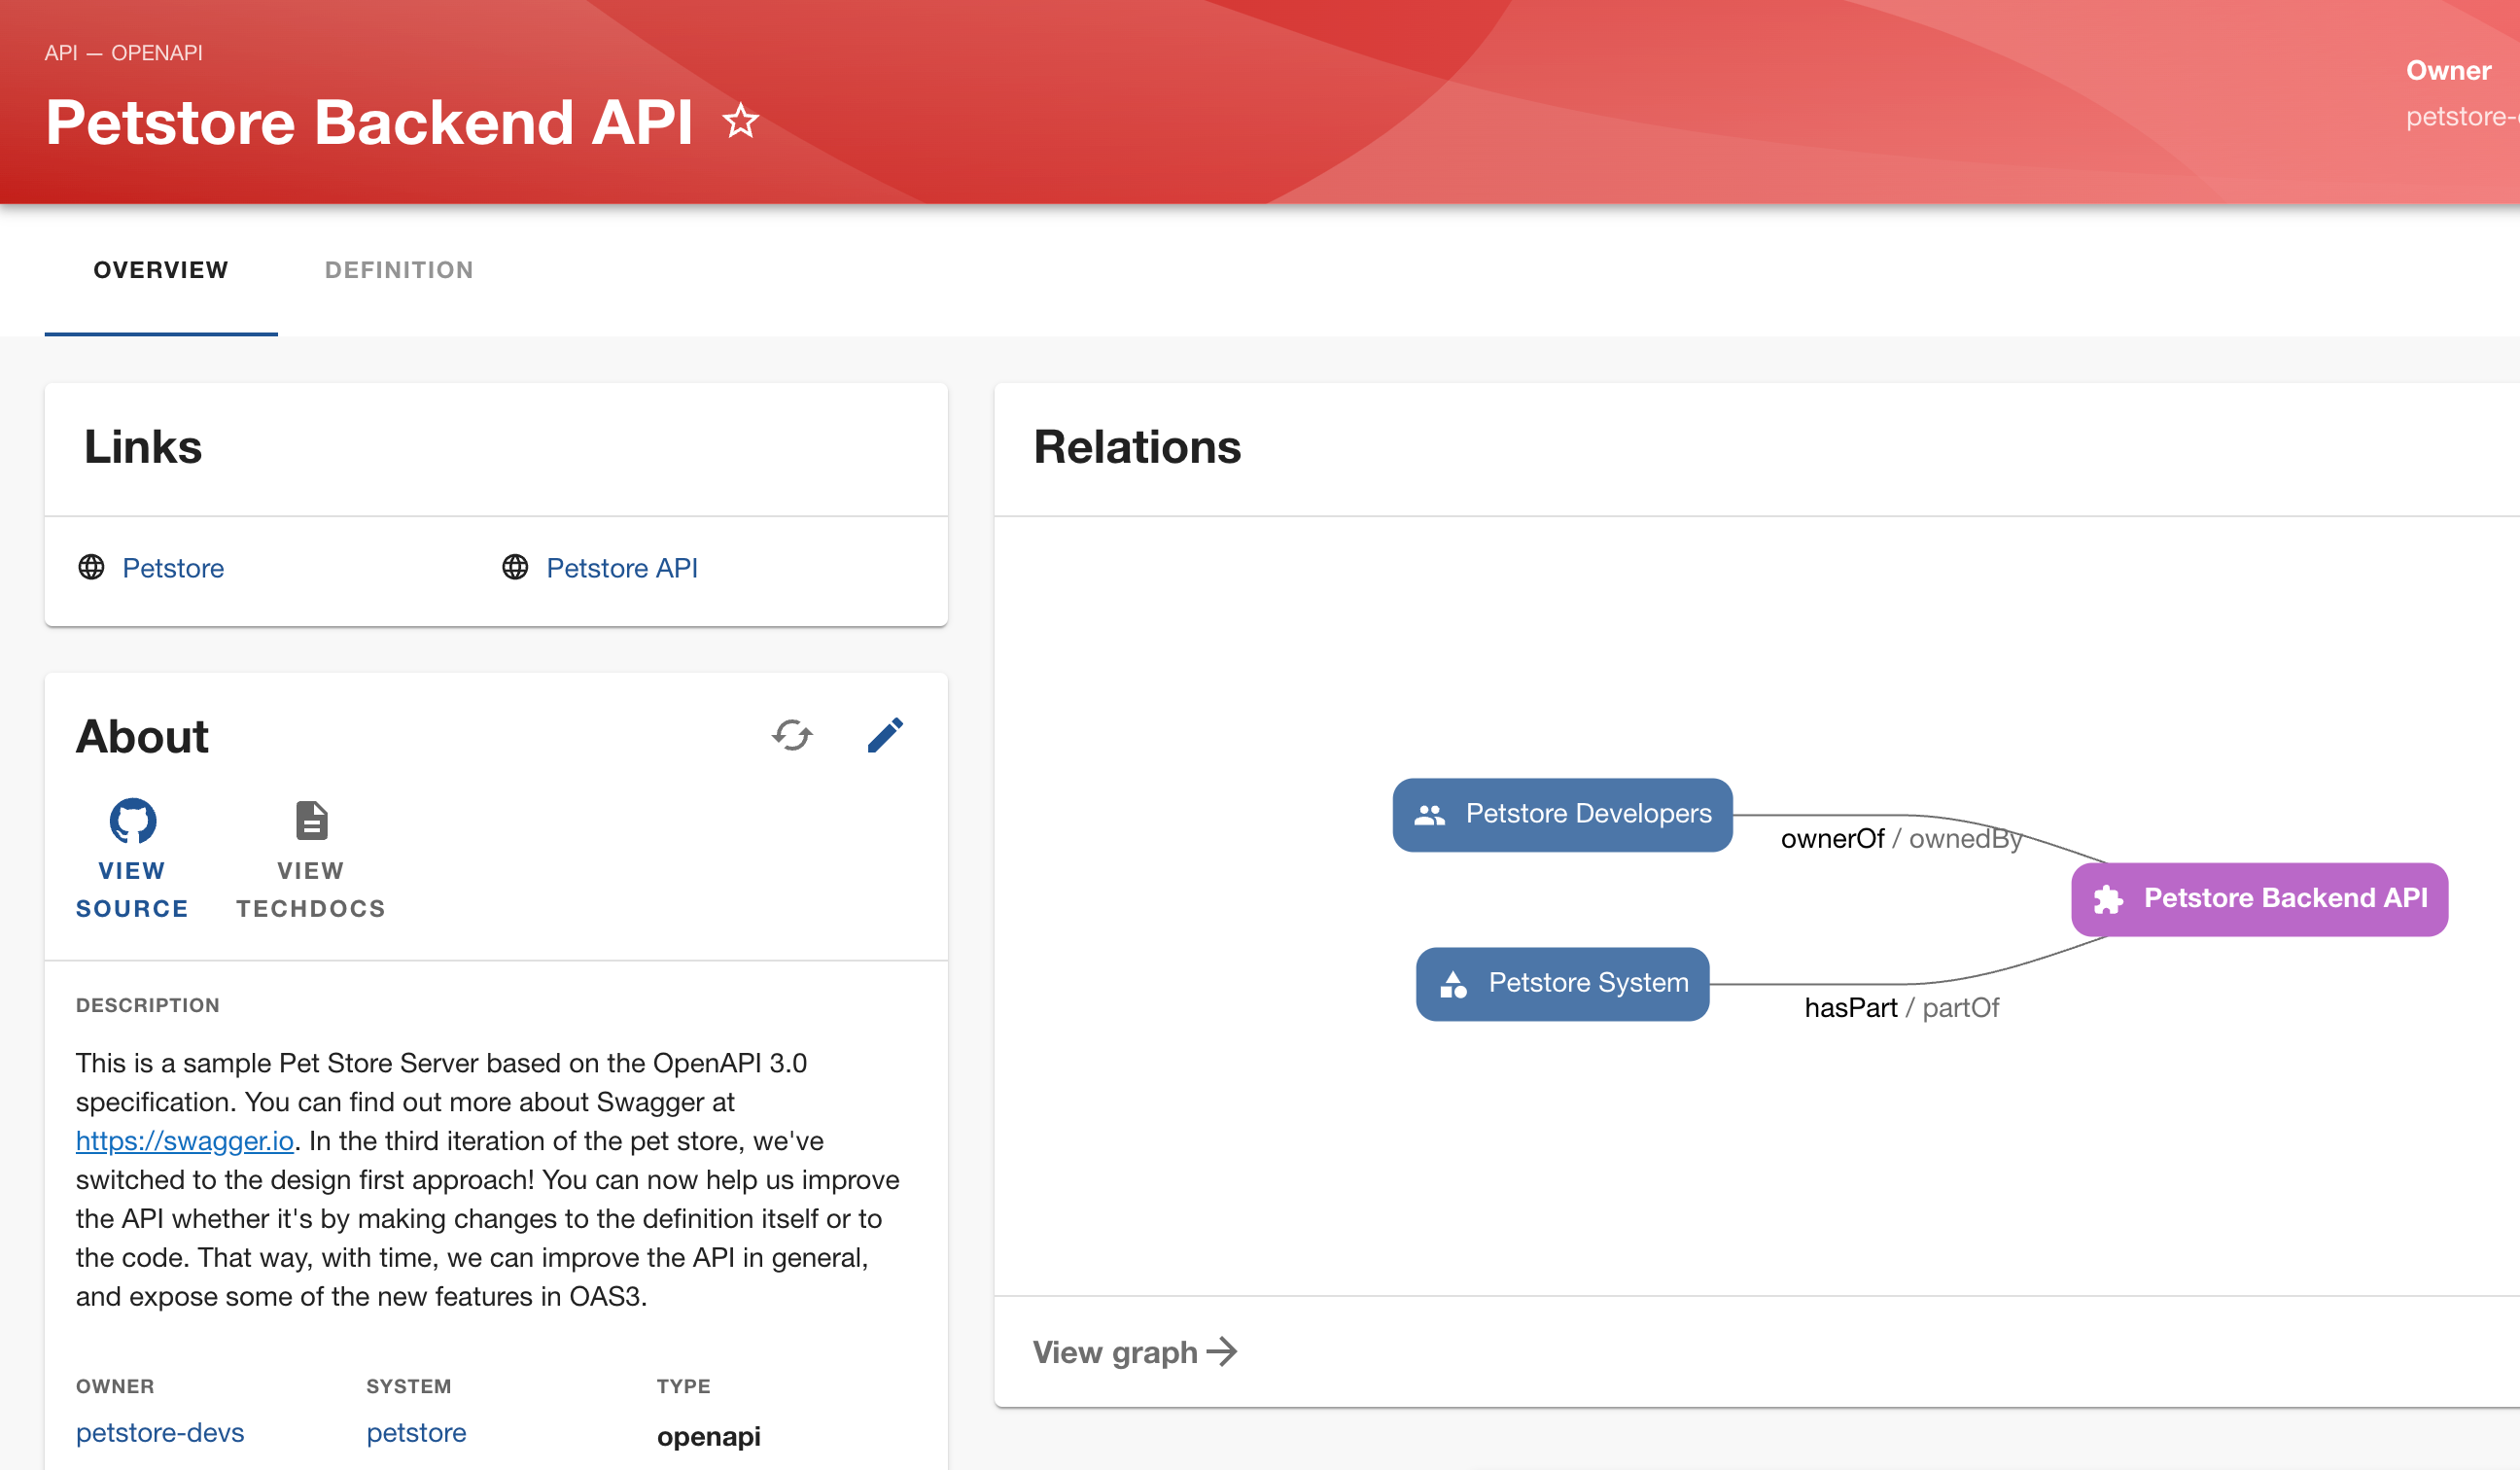 API — OPENAPI
Petstore Backend API
Owner
petstore-
OVERVIEW
DEFINITION
Links
Petstore
Petstore API
About
VIEW
SOURCE
VIEW
TECHDOCS
DESCRIPTION
This is a sample Pet Store Server based on the OpenAPI 3.0
specification. You can find out more about Swagger at
https://swagger.io. In the third iteration of the pet store, we've
switched to the design first approach! You can now help us improve
the API whether it's by making changes to the definition itself or to
the code. That way, with time, we can improve the API in general,
and expose some of the new features in OAS3.
OWNER
petstore-devs
SYSTEM
petstore
TYPE
openapi
Relations
Petstore Developers
ownerOf / ownedBy
Petstore Backend API
Petstore System
hasPart / partOf
View graph